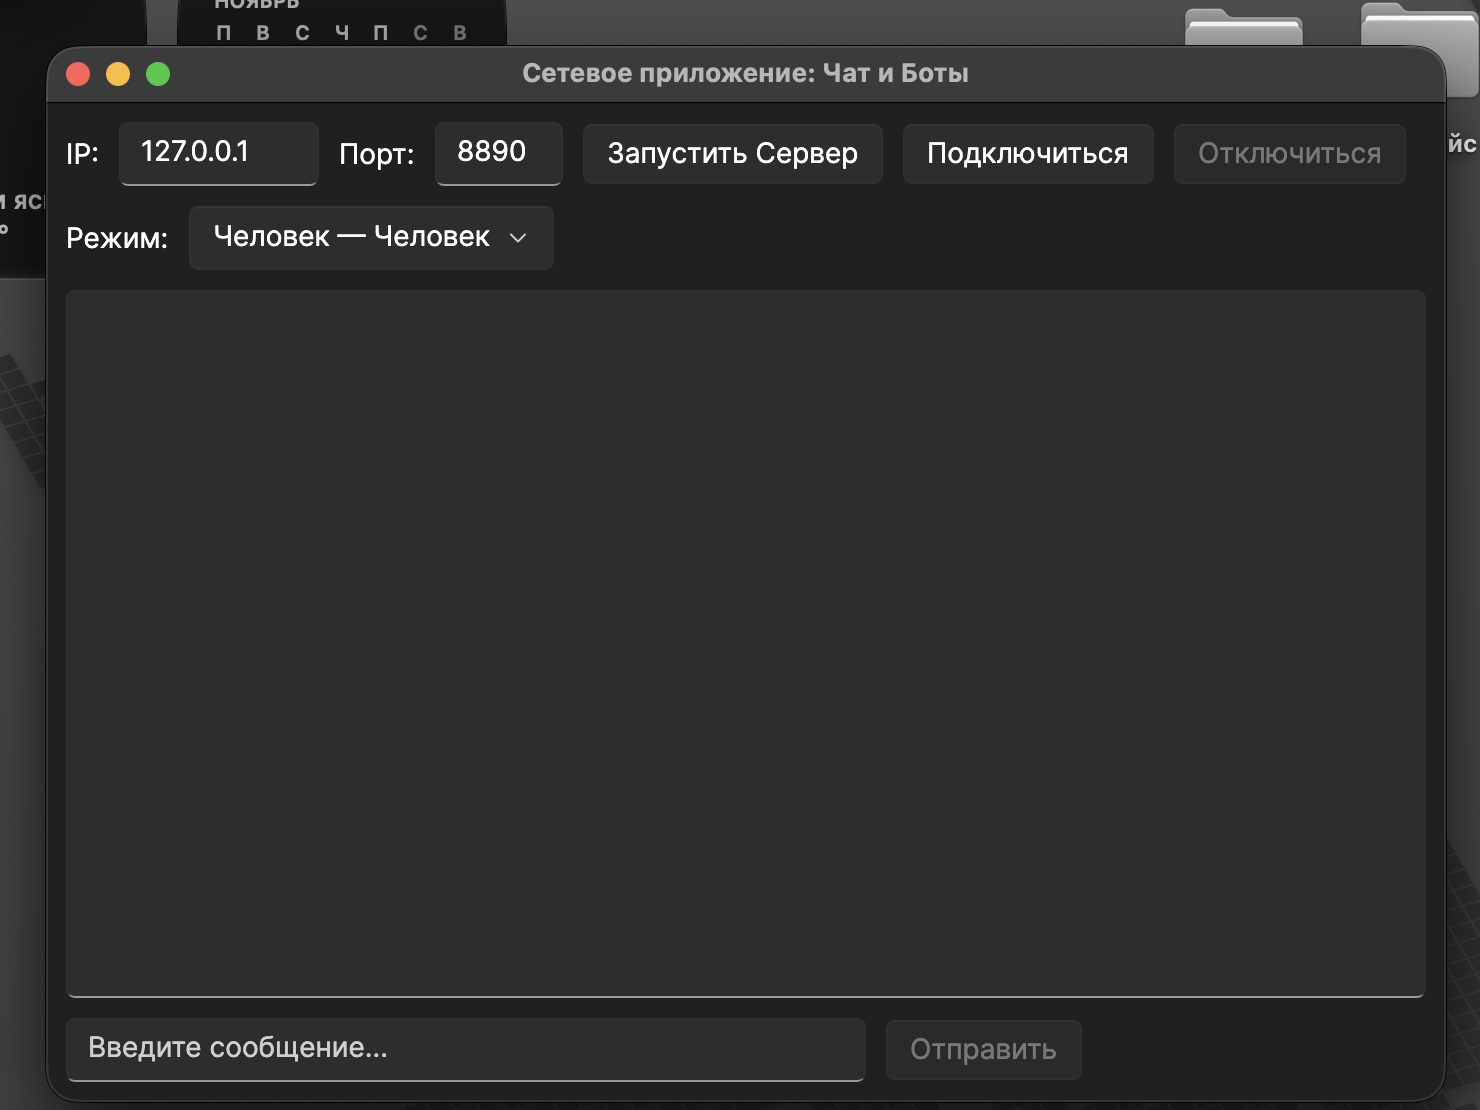 НОЯБРЬ
П В С Ч П С В
Сетевое приложение: Чат и Боты
IP: 127.0.0.1 Порт: 8890 Запустить Сервер Подключиться Отключиться
Режим: Человек — Человек
Введите сообщение... Отправить